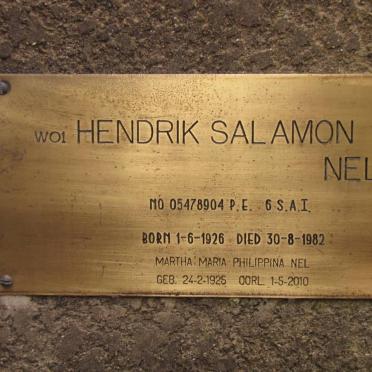 WO1 HENDRIK SALAMON
NEL
NO 05478904 P.E. 6 S.A.I.
BORN 1-6-1926 DIED 30-8-1982
MARTHA MARIA PHILIPPINA NEL
GEB. 24-2-1925 OORL. 1-5-2010